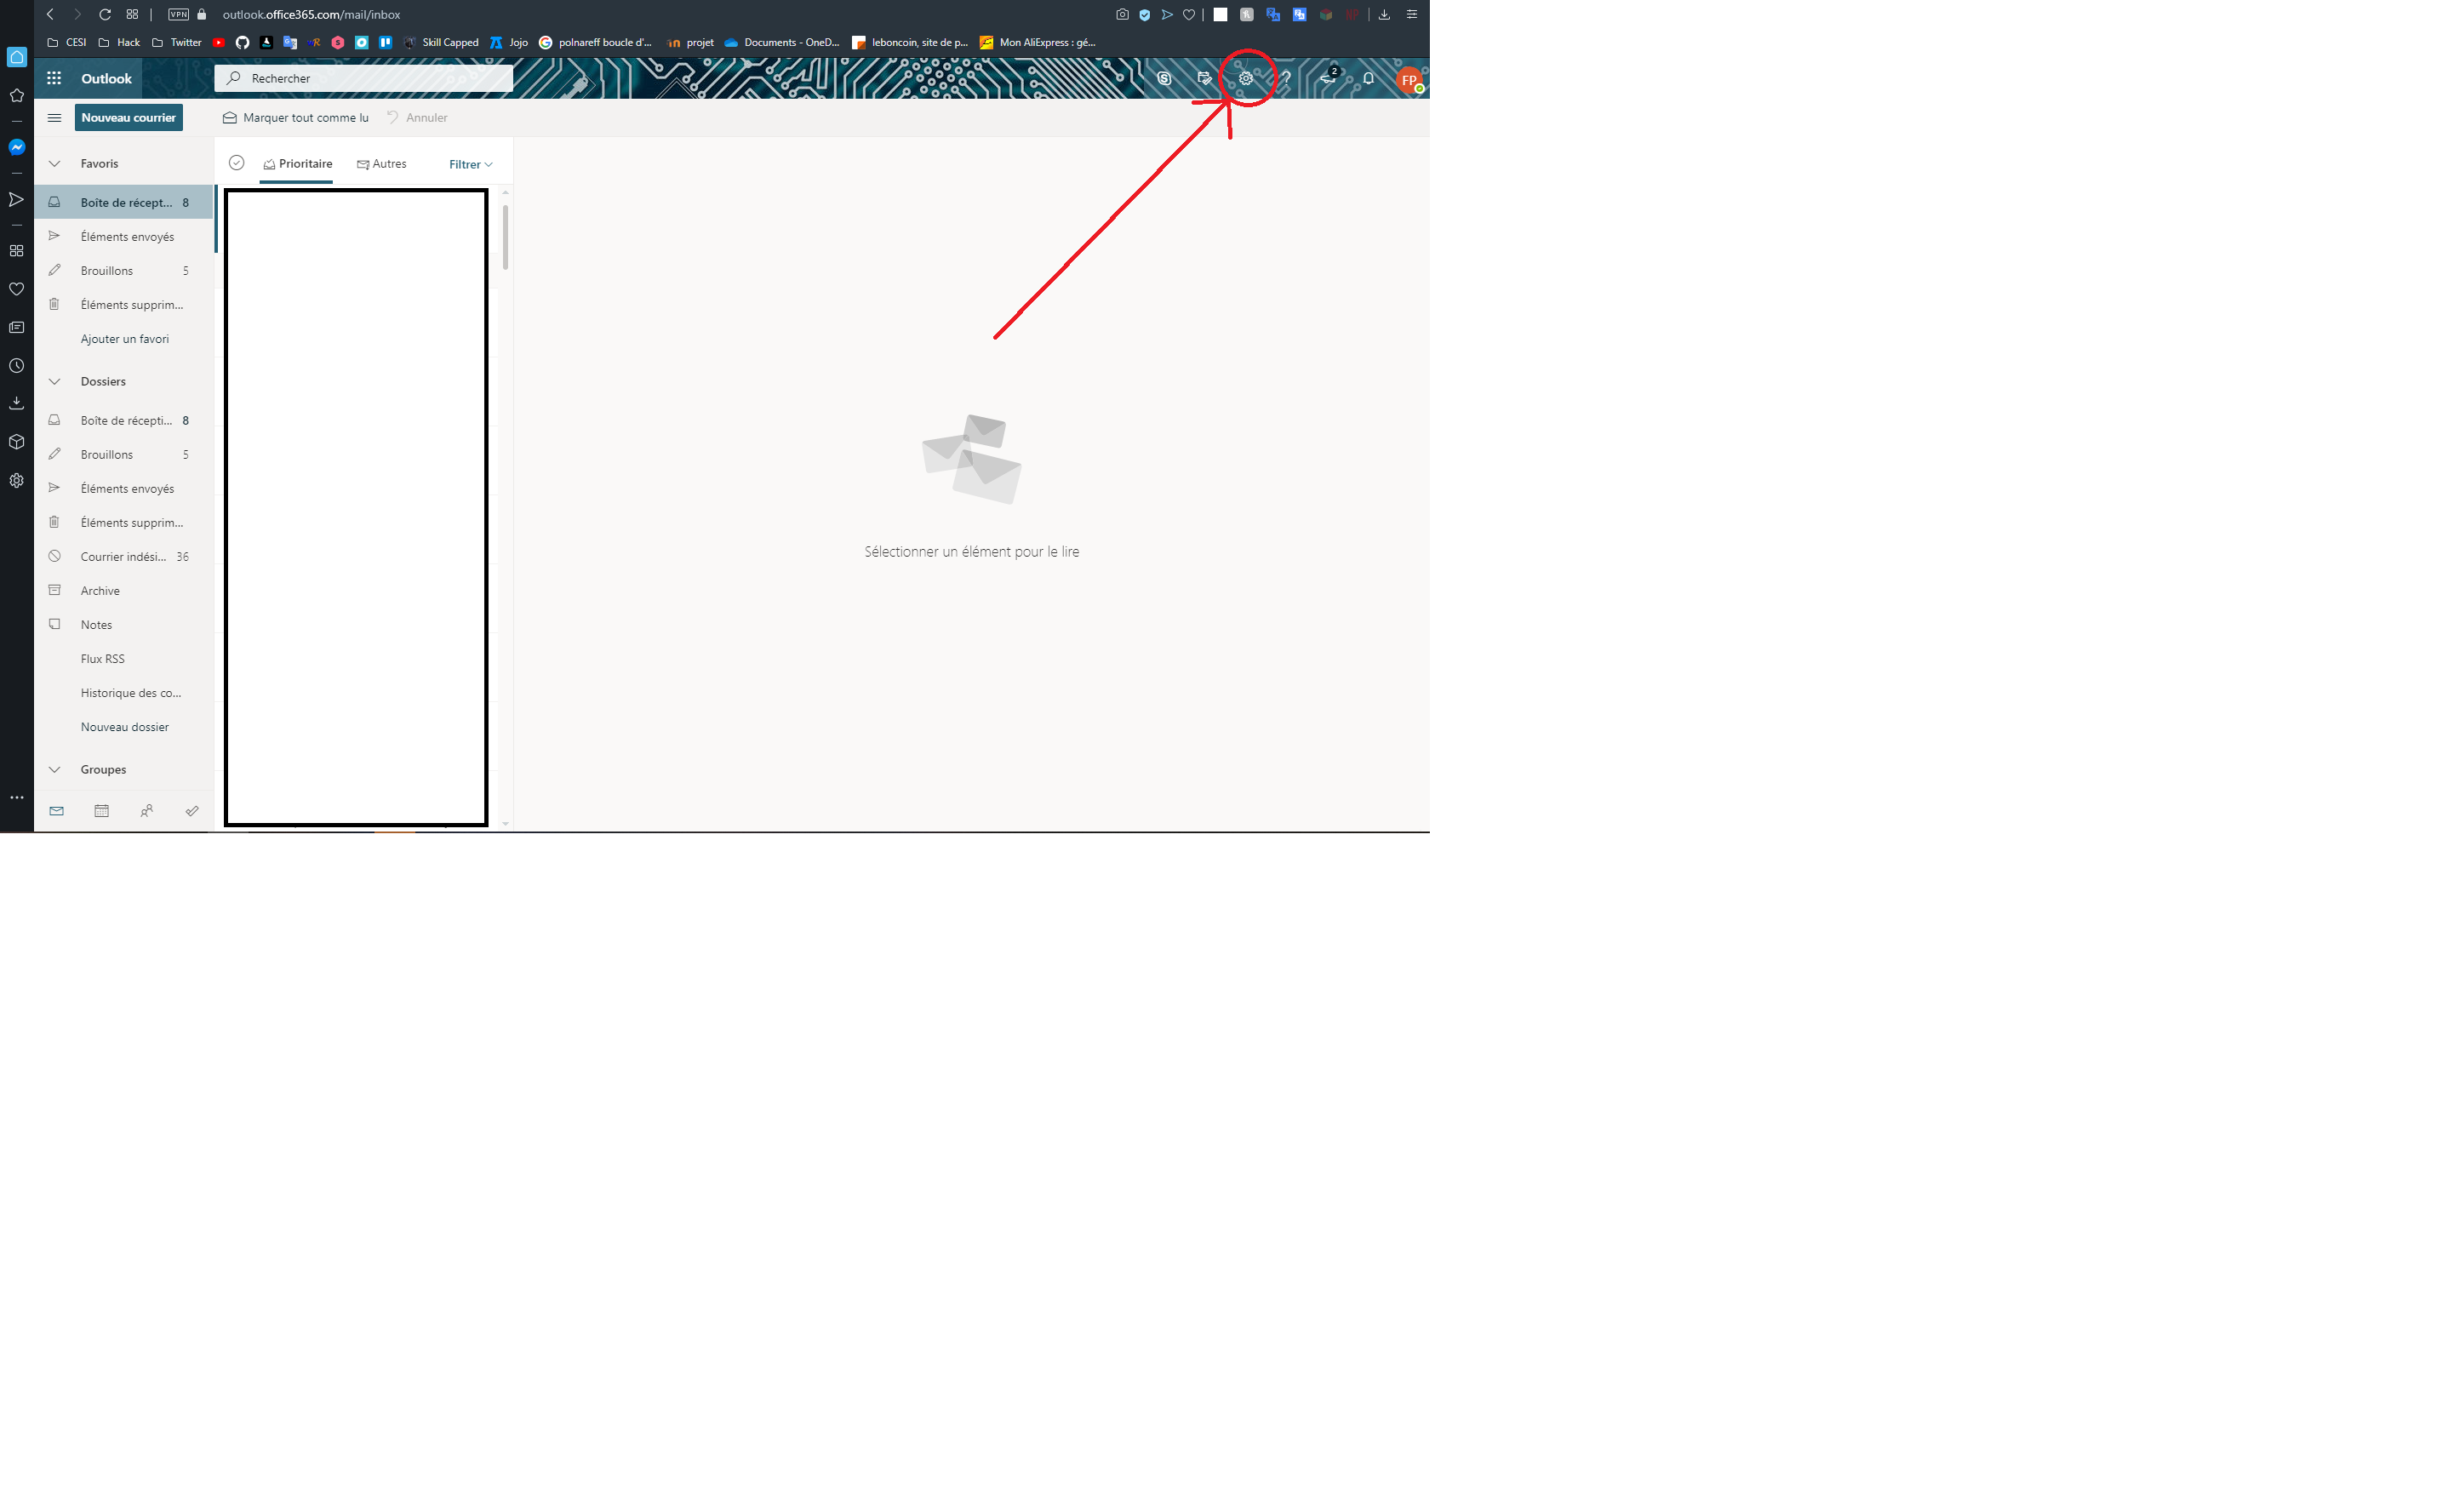 VPN outlook.office365.com/mail/inbox
CESI Hack Twitter Skill Capped Jojo polnareff boucle d'... projet Documents - OneD... leboncoin, site de p... Mon AliExpress : gé...
Outlook Rechercher 2 FP
Nouveau courrier Marquer tout comme lu Annuler
Favoris
Prioritaire Autres Filtrer
Boîte de récept... 8
Éléments envoyés
Brouillons 5
Éléments supprim...
Ajouter un favori
Dossiers
Boîte de récepti... 8
Brouillons 5
Éléments envoyés
Éléments supprim...
Courrier indési... 36
Archive
Notes
Flux RSS
Historique des co...
Nouveau dossier
Groupes
Sélectionner un élément pour le lire